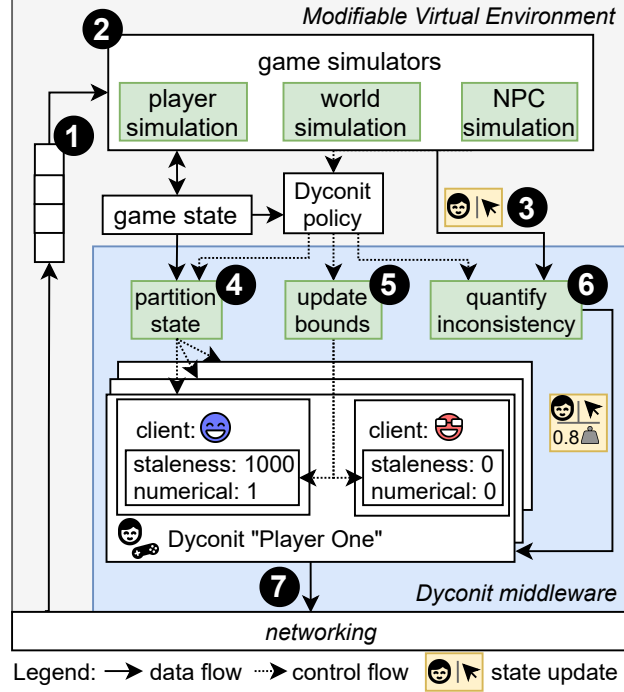 Modifiable Virtual Environment
2
game simulators
player
simulation
world
simulation
NPC
simulation
1
game state
Dyconit
policy
3
partition
state
4
update
bounds
5
quantify
inconsistency
6
0.8
client:
staleness: 1000
numerical: 1
client:
staleness: 0
numerical: 0
Dyconit "Player One"
7
Dyconit middleware
networking
Legend:
data flow
control flow
state update